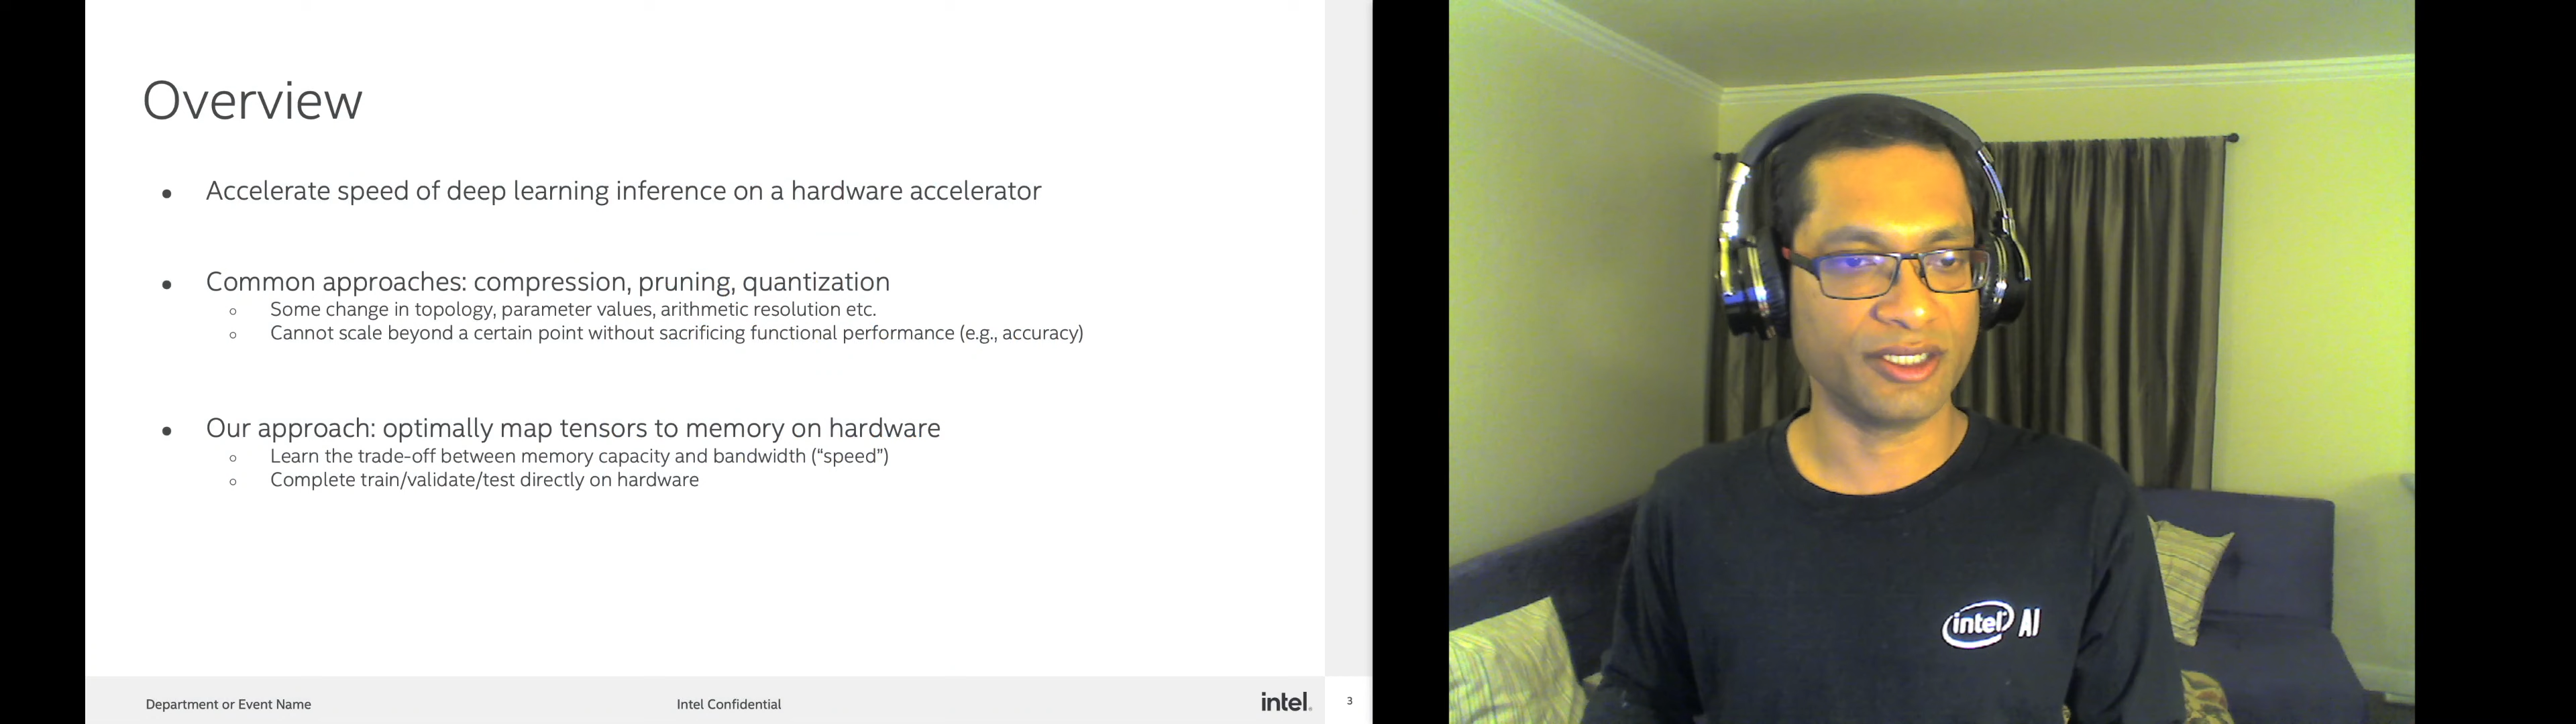 Overview
● Accelerate speed of deep learning inference on a hardware accelerator
● Common approaches: compression, pruning, quantization
○ Some change in topology, parameter values, arithmetic resolution etc.
○ Cannot scale beyond a certain point without sacrificing functional performance (e.g., accuracy)
● Our approach: optimally map tensors to memory on hardware
○ Learn the trade-off between memory capacity and bandwidth (“speed”)
○ Complete train/validate/test directly on hardware
Department or Event Name
Intel Confidential
intel.
3
intel AI